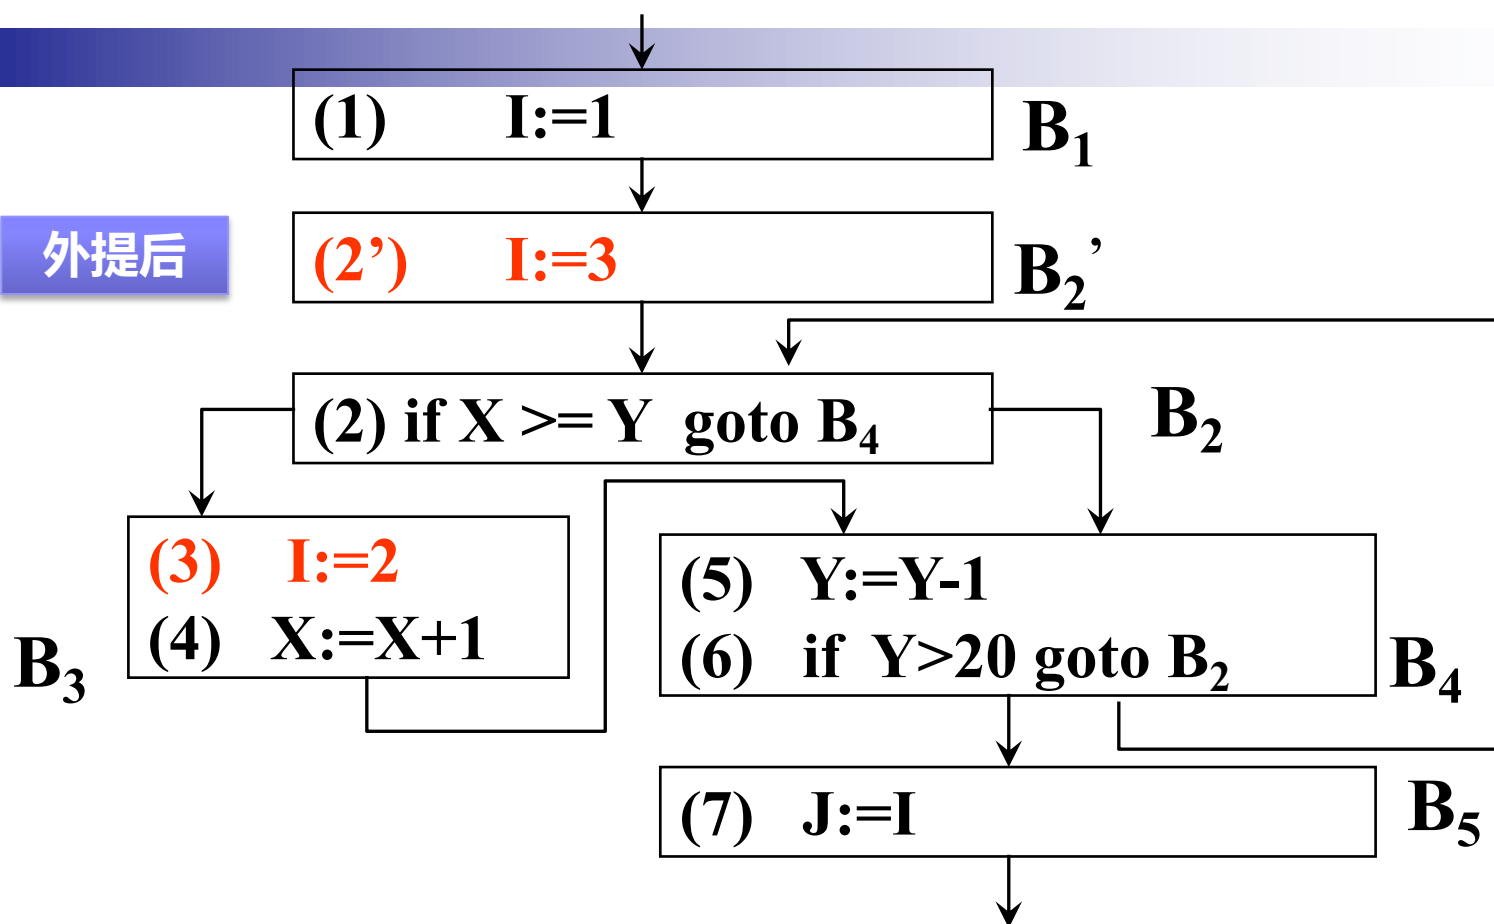 (1) I:=1
B₁
外提后
(2’) I:=3
B₂’
(2) if X >= Y goto B₄
B₂
(3) I:=2
(4) X:=X+1
B₃
(5) Y:=Y-1
(6) if Y>20 goto B₂
B₄
(7) J:=I
B₅